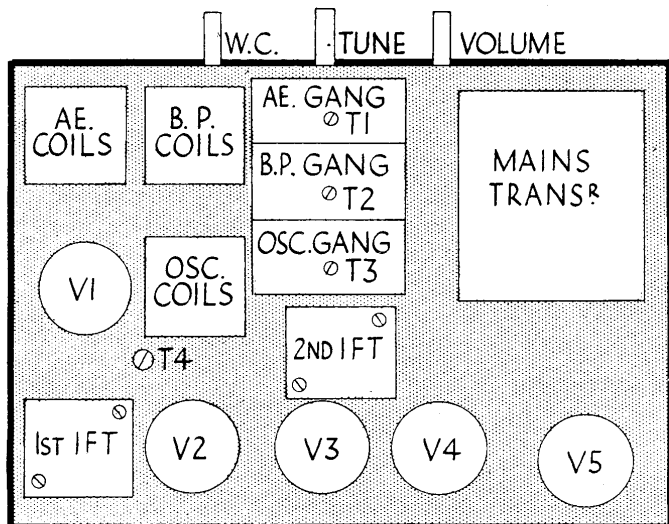 W.C. TUNE VOLUME
AE.
COILS
B.P.
COILS
AE. GANG
T1
B.P. GANG
T2
OSC. GANG
T3
MAINS
TRANSR.
V1
OSC.
COILS
T4
2ND IFT
1ST IFT
V2
V3
V4
V5